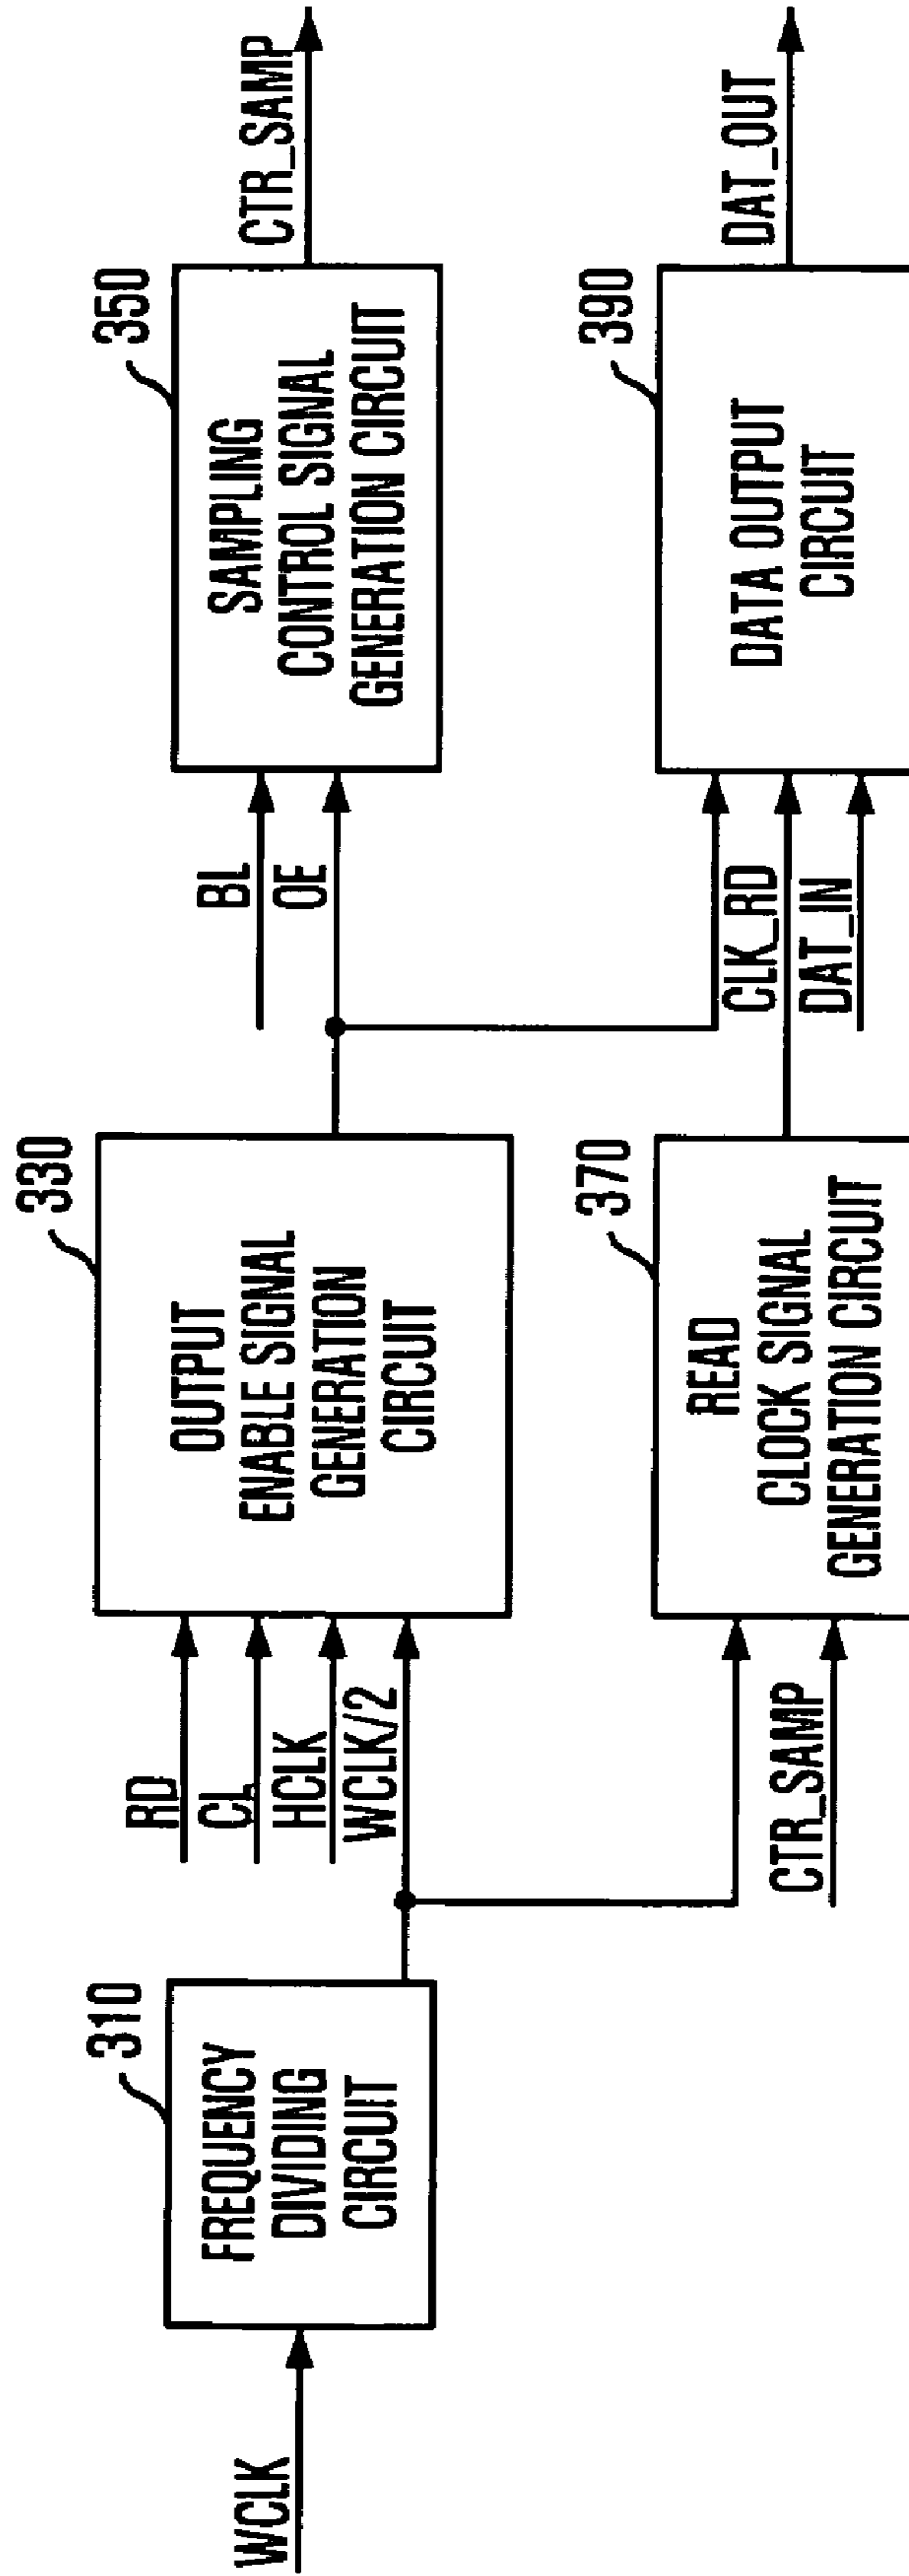 WCLK
310
FREQUENCY
DIVIDING
CIRCUIT
RD
CL
HCLK
WCLK/2
330
OUTPUT
ENABLE SIGNAL
GENERATION
CIRCUIT
BL
OE
350
SAMPLING
CONTROL SIGNAL
GENERATION CIRCUIT
CTR_SAMP
CTR_SAMP
370
READ
CLOCK SIGNAL
GENERATION CIRCUIT
CLK_RD
DAT_IN
390
DATA OUTPUT
CIRCUIT
DAT_OUT